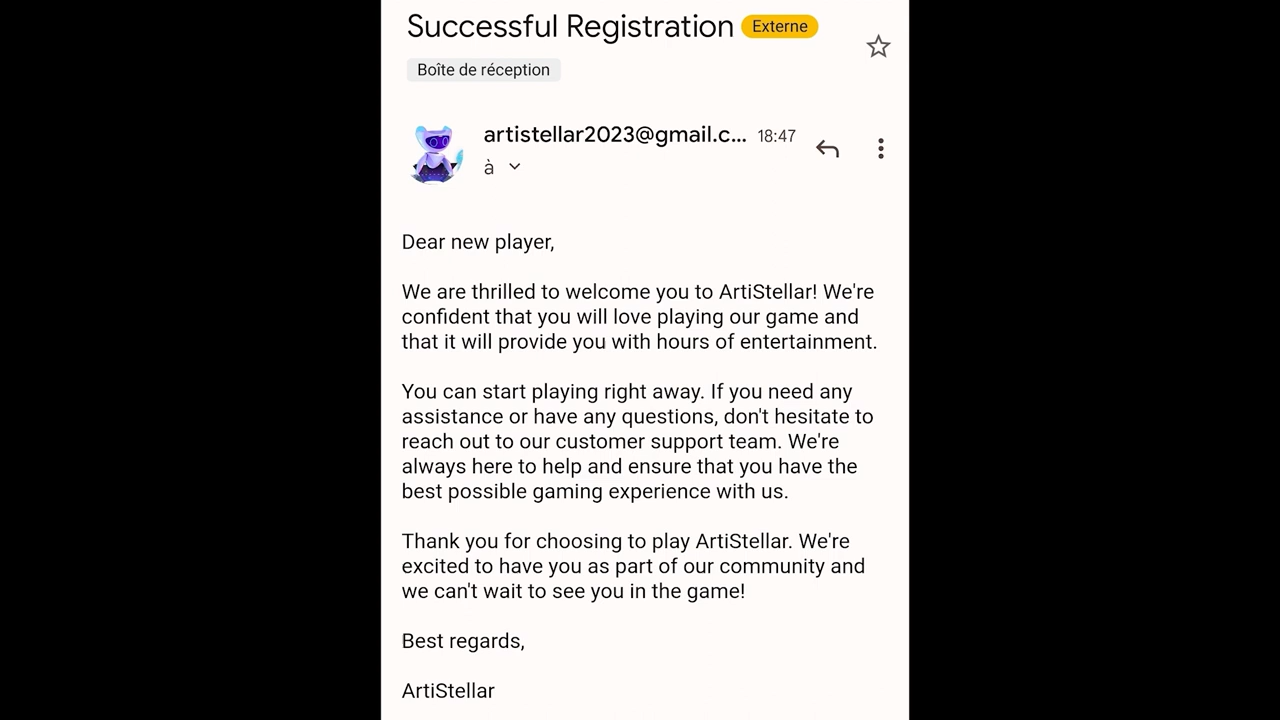 Successful Registration Externe
Boîte de réception
artistellar2023@gmail.c... 18:47
à
Dear new player,
We are thrilled to welcome you to ArtiStellar! We're
confident that you will love playing our game and
that it will provide you with hours of entertainment.
You can start playing right away. If you need any
assistance or have any questions, don't hesitate to
reach out to our customer support team. We're
always here to help and ensure that you have the
best possible gaming experience with us.
Thank you for choosing to play ArtiStellar. We're
excited to have you as part of our community and
we can't wait to see you in the game!
Best regards,
ArtiStellar